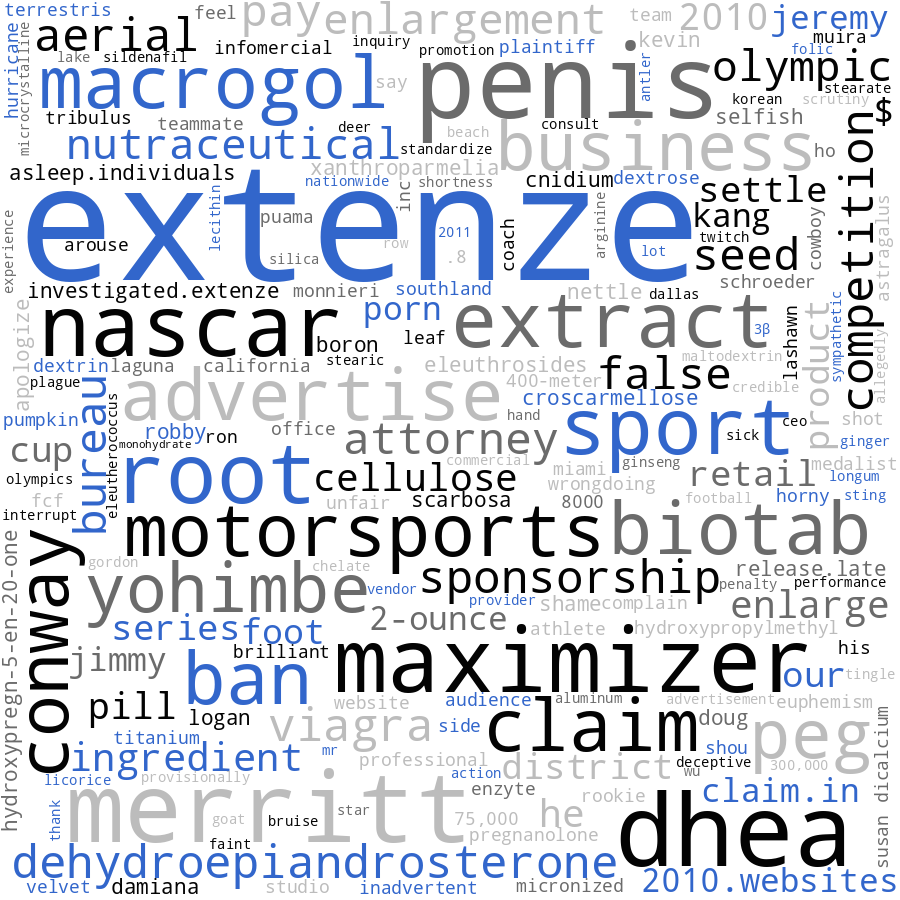 terrestris
feel
pay
enlargement
team
2010
jeremy
hurricane
microcrystalline
aerial
infomercial
inquiry
promotion
plaintiff
kevin
muira
folic
lake
sildenafil
macrogol
say
penis
antler
olympic
stearate
korean
scrutiny
$
tribulus
teammate
deer
consult
selfish
nutraceutical
standardize
beach
business
ho
competition
asleep.individuals
xanthroparmelia
nationwide
shortness
cnidium
dextrose
settle
extenze
lecithin
puama
inc
arginine
kang
cowboy
astragalus
experience
arouse
row
2011
coach
twitch
silica
.8
lot
seed
investigated.extenze
monnieri
southland
nettle
dallas
schroeder
apologize
nascar
porn
extract
3β
lashawn
product
sympathetic
allegedly
boron
leaf
dextrin
laguna
california
stearic
eleuthrosides
maltodextrin
plague
advertise
400-meter
false
credible
croscarmellose
pumpkin
bureau
eleutherococcus
robby
ron
office
hand
sport
ceo
shot
monohydrate
attorney
sick
ginger
cup
root
commercial
miami
ginseng
retail
medalist
olympics
cellulose
wrongdoing
longum
fcf
unfair
scarbosa
8000
football
horny
sting
interrupt
motorsports
biotab
conway
hydroxypregn-5-en-20-one
gordon
chelate
yohimbe
vendor
sponsorship
release.late
penalty
performance
provider
shame
complain
enlarge
series
foot
2-ounce
athlete
hydroxypropylmethyl
jimmy
brilliant
maximizer
his
ban
our
tingle
pill
logan
website
audience
aluminum
advertisement
euphemism
viagra
side
claim
doug
peg
titanium
ingredient
mr
shou
susan
dicalcium
licorice
provisionally
professional
district
deceptive
300,000
action
wu
thank
merritt
enzyte
rookie
claim.in
goat
bruise
star
75,000
he
dhea
faint
pregnanolone
dehydroepiandrosterone
velvet
damiana
studio
inadvertent
micronized
2010.websites